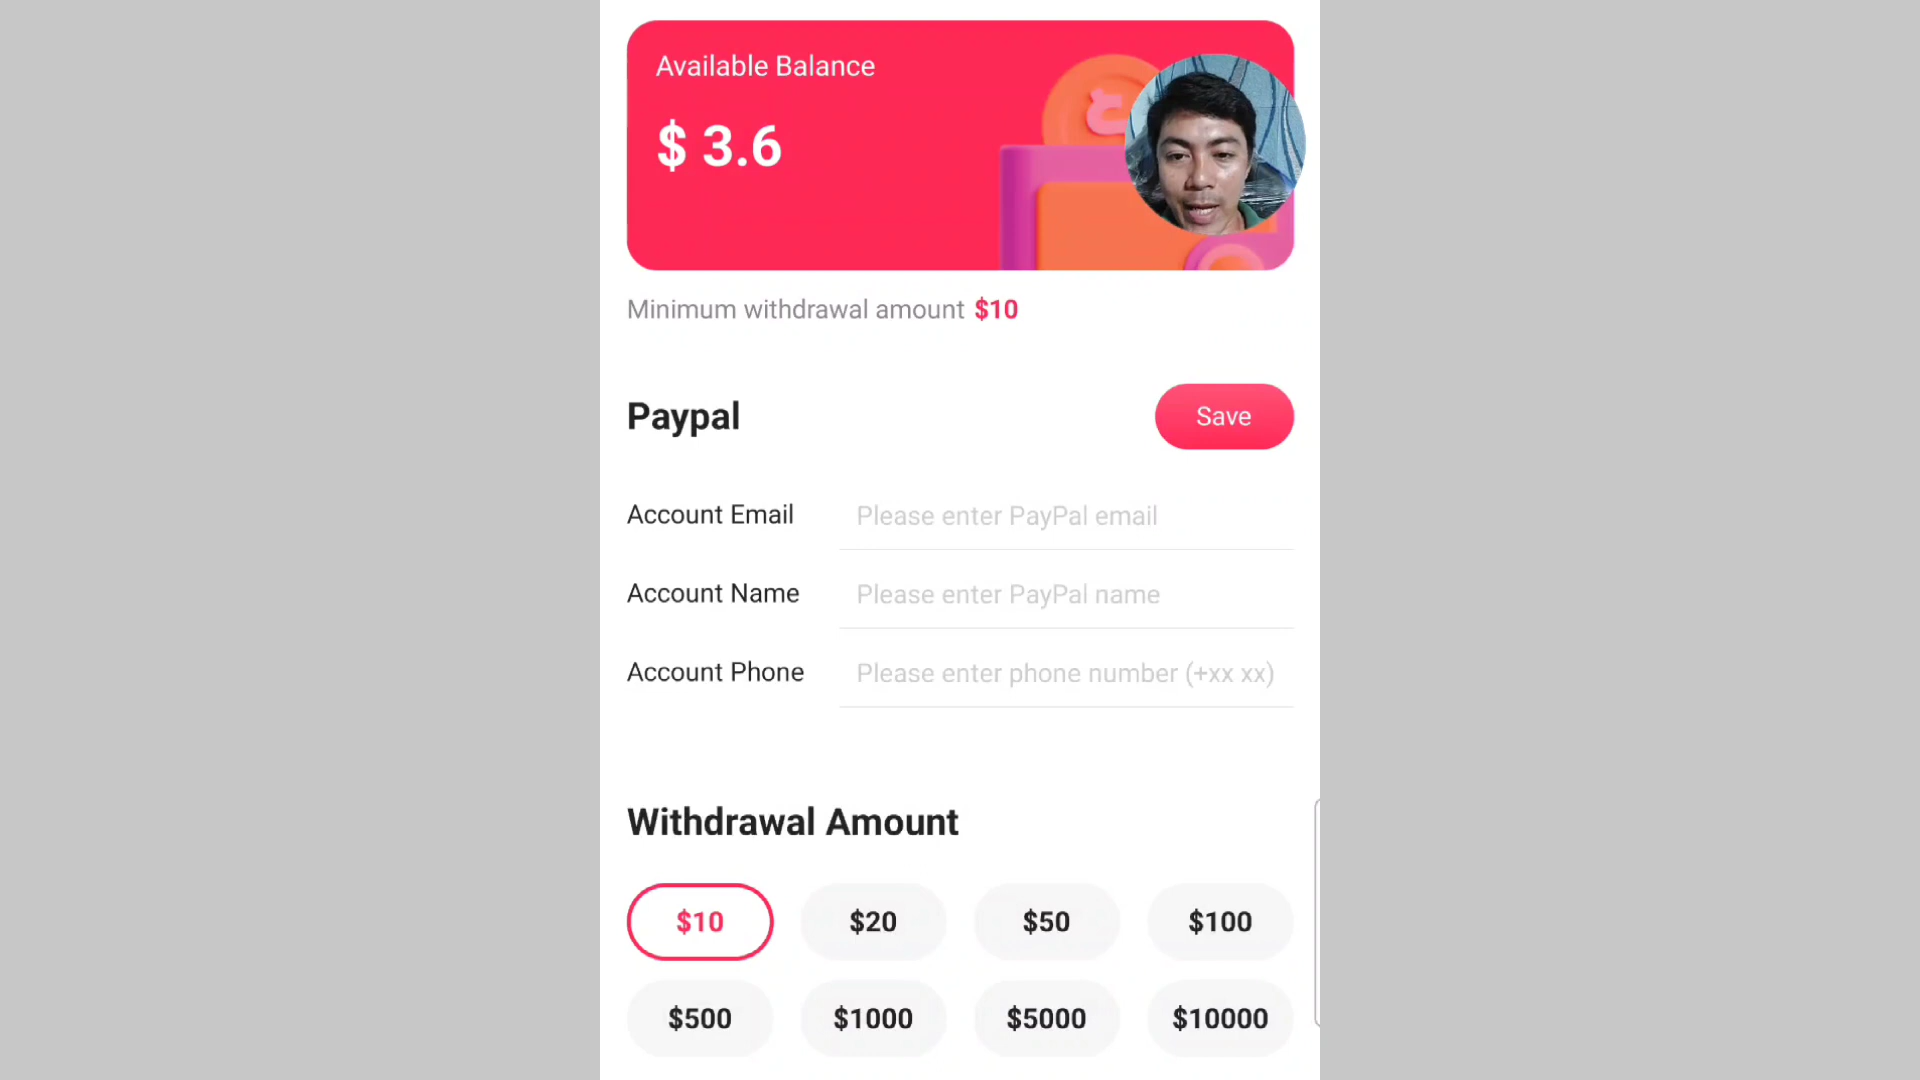 Available Balance
$ 3.6
Minimum withdrawal amount $10
Paypal
Save
Account Email Please enter PayPal email
Account Name Please enter PayPal name
Account Phone Please enter phone number (+xx xx)
Withdrawal Amount
$10 $20 $50 $100
$500 $1000 $5000 $10000